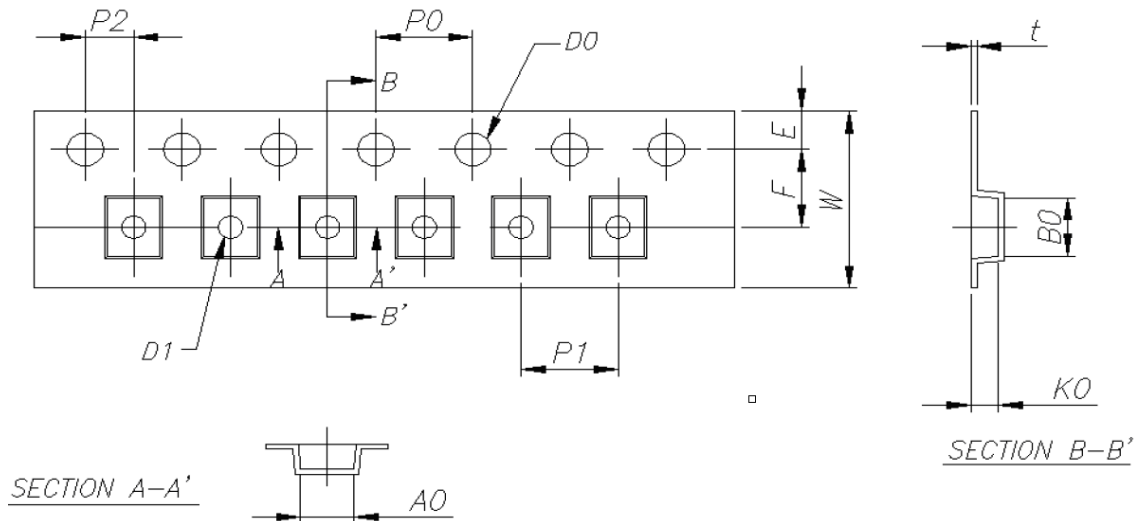 P2
P0
D0
t
B
E
F
W
B0
A
A'
B'
D1
P1
K0
SECTION B-B'
SECTION A-A'
A0